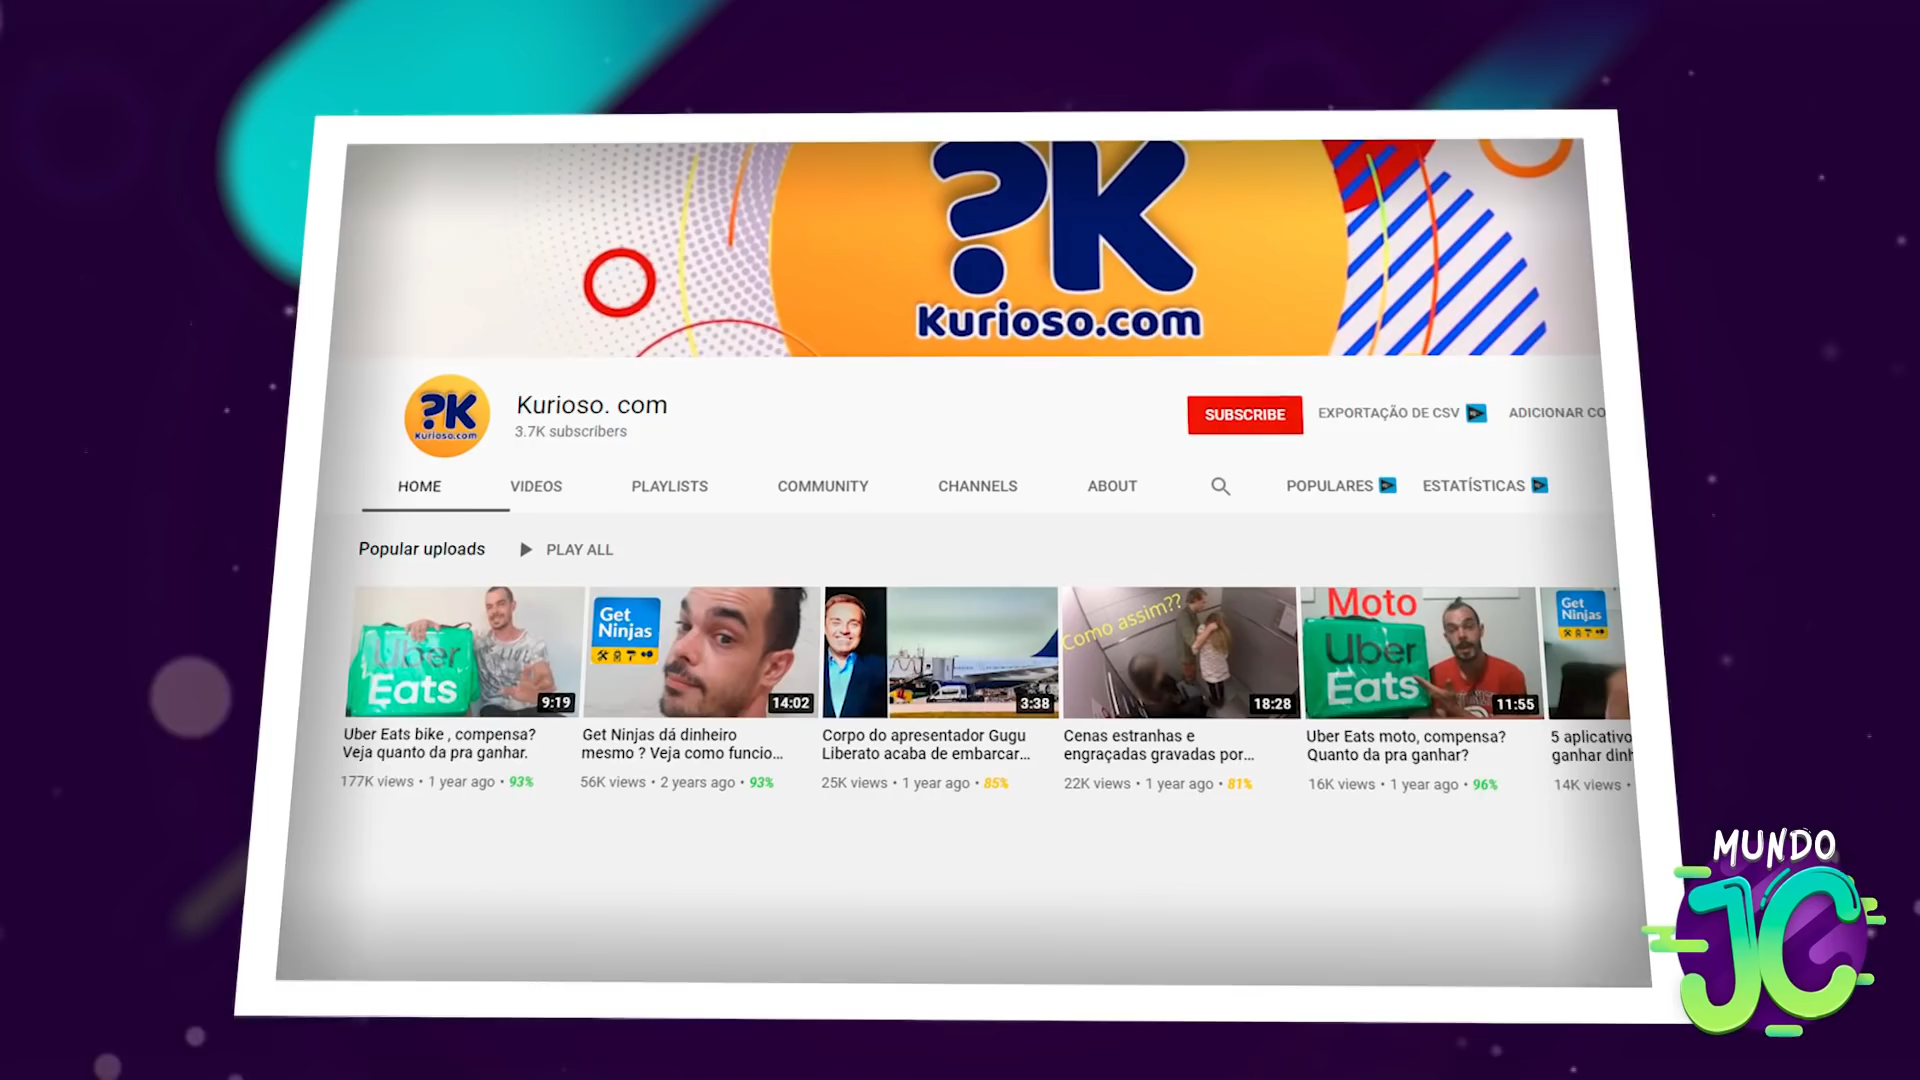 ?K
Kurioso.com
?K
Kurioso.com
Kurioso. com
3.7K subscribers
SUBSCRIBE
EXPORTAÇÃO DE CSV
ADICIONAR CO
HOME
VIDEOS
PLAYLISTS
COMMUNITY
CHANNELS
ABOUT
POPULARES
ESTATÍSTICAS
Popular uploads
PLAY ALL
Uber
Eats
9:19
Uber Eats bike , compensa?
Veja quanto da pra ganhar.
177K views • 1 year ago • 93%
Get
Ninjas
14:02
Get Ninjas dá dinheiro
mesmo ? Veja como funcio...
56K views • 2 years ago • 93%
3:38
Corpo do apresentador Gugu
Liberato acaba de embarcar...
25K views • 1 year ago • 85%
Como assim??
18:28
Cenas estranhas e
engraçadas gravadas por...
22K views • 1 year ago • 81%
Moto
Uber
Eats
11:55
Uber Eats moto, compensa?
Quanto da pra ganhar?
16K views • 1 year ago • 96%
Get
Ninjas
5 aplicativo
ganhar dinh
14K views •
MUNDO
JC